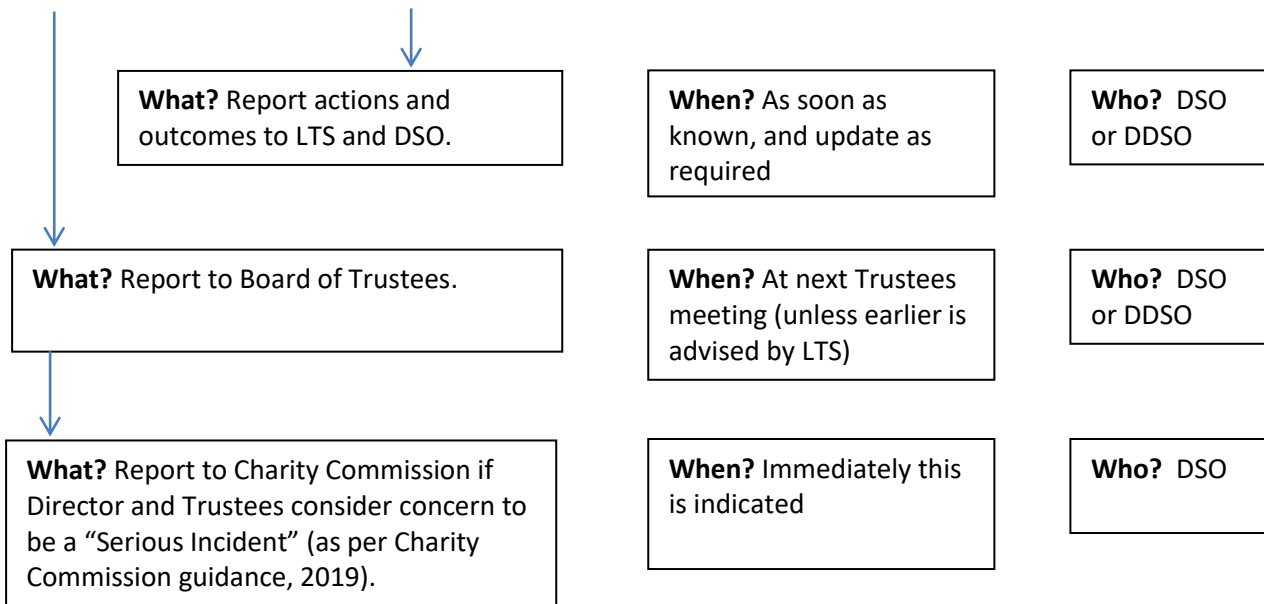 What? Report actions and
outcomes to LTS and DSO.
When? As soon as
known, and update as
required
Who?  DSO
or DDSO
What? Report to Board of Trustees.
When? At next Trustees
meeting (unless earlier is
advised by LTS)
Who?  DSO
or DDSO
What? Report to Charity Commission if
Director and Trustees consider concern to
be a “Serious Incident” (as per Charity
Commission guidance, 2019).
When? Immediately this
is indicated
Who?  DSO